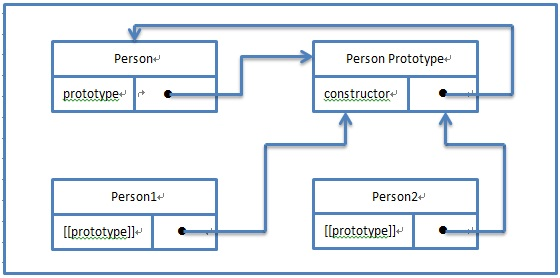 Person
Person Prototype
prototype
constructor
Person1
Person2
[[prototype]]
[[prototype]]